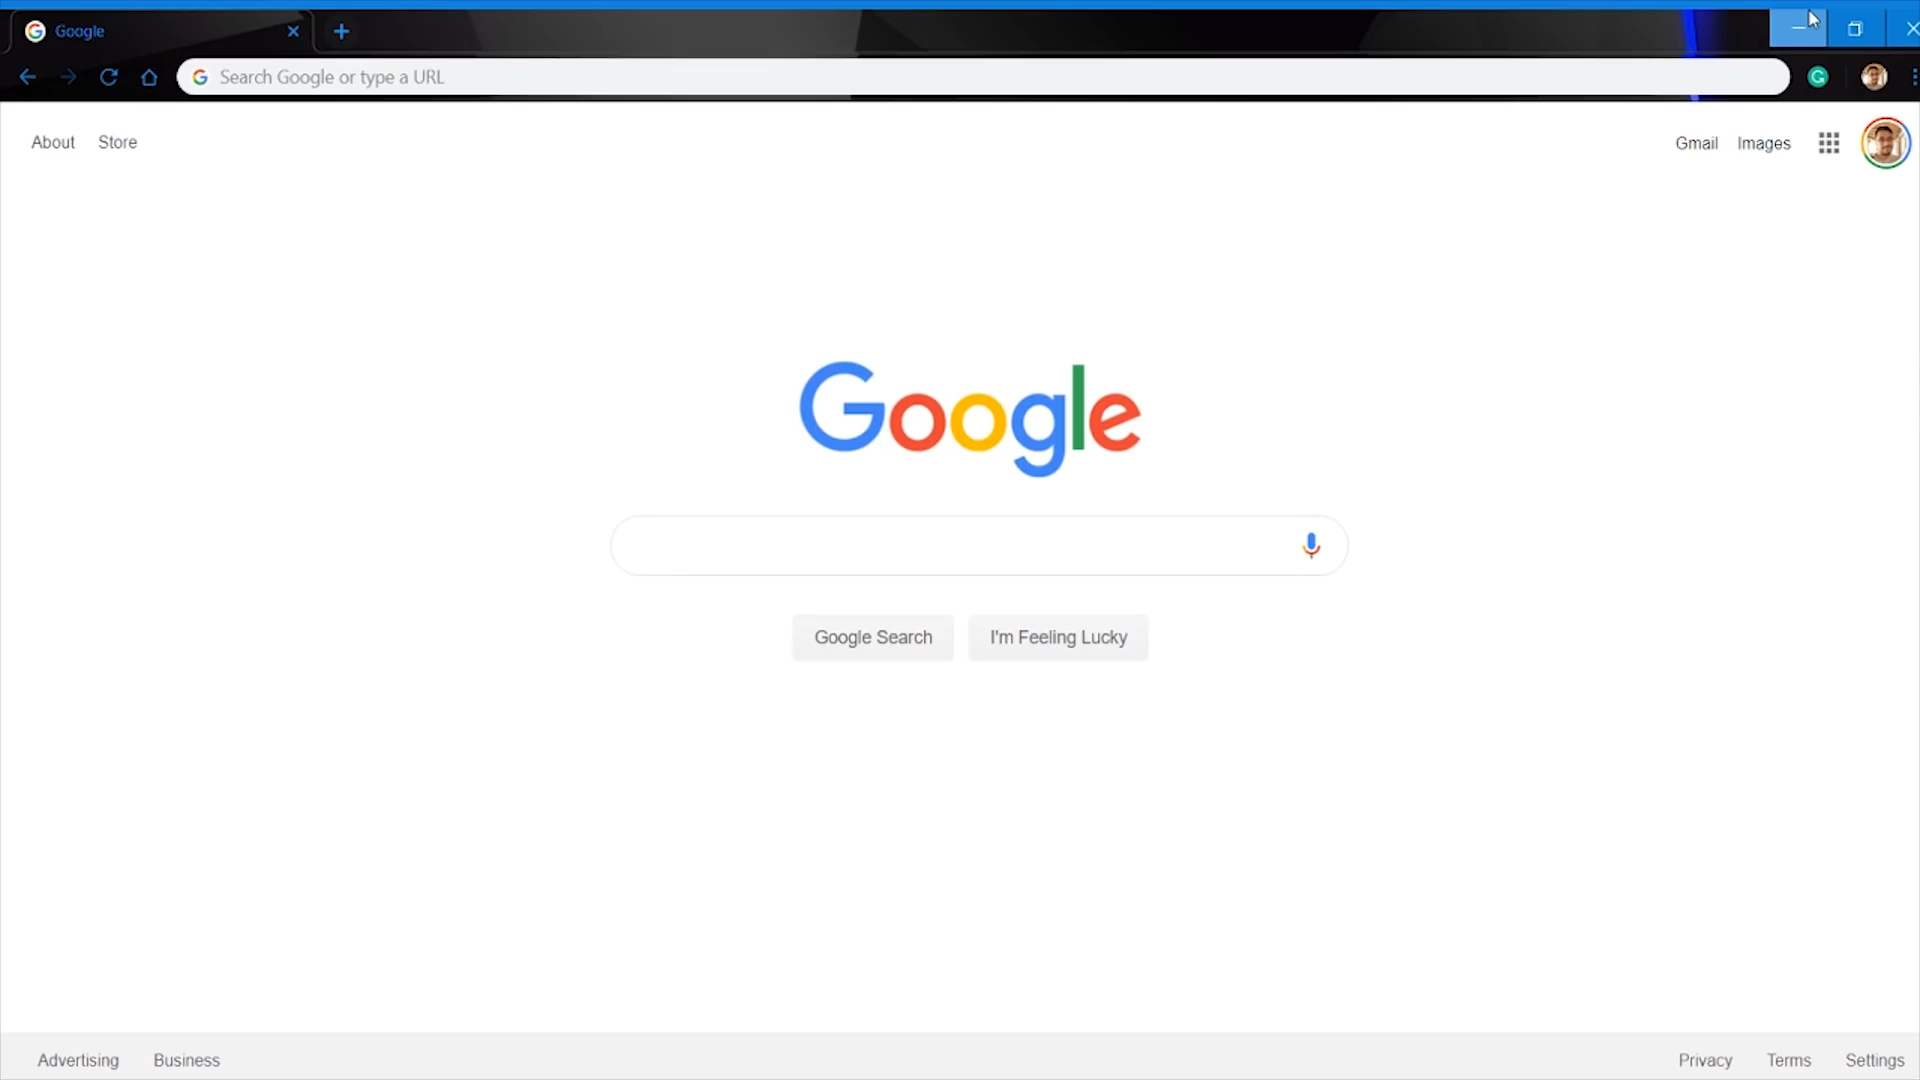 Google
Search Google or type a URL
About Store
Gmail Images
Google
Google Search I'm Feeling Lucky
Advertising Business
Privacy Terms Settings